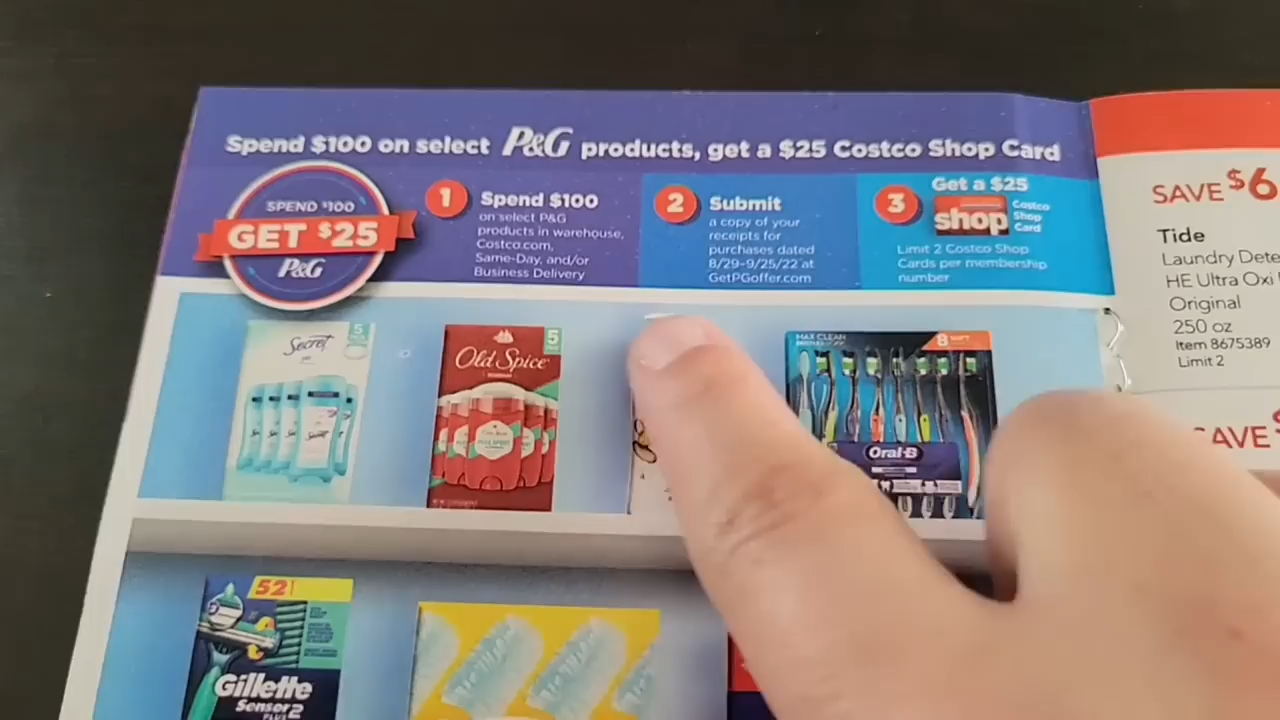 Spend $100 on select P&G products, get a $25 Costco Shop Card
SPEND $100
GET $25
P&G
1
Spend $100
on select P&G
products in warehouse,
Costco.com,
Same-Day, and/or
Business Delivery
2
Submit
a copy of your
receipts for
purchases dated
8/29-9/25/22 at
GetPGoffer.com
3
Get a $25
shop
Costco
Shop
Card
Limit 2 Costco Shop
Cards per membership
number
SAVE $6
Tide
Laundry Dete
HE Ultra Oxi
Original
250 oz
Item 8675389
Limit 2
SAVE $
Secret
5
Old Spice
5
MAX CLEAN
8
Oral-B
52
Gillette
Sensor2
PLUS